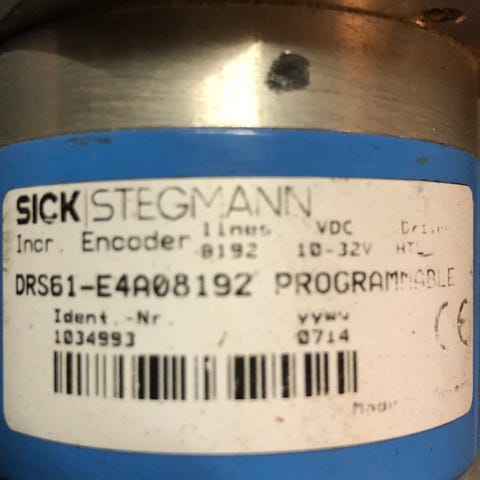 SICK|STEGMANN
Incr. Encoder lines VDC
8192 10-32V HTL
DRS61-E4A08192 PROGRAMMABLE
Ident.-Nr. yyww
1034993 0714
CE